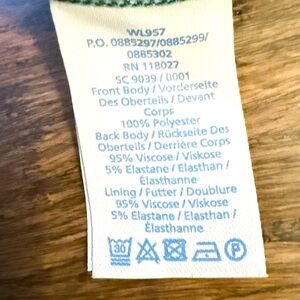 WL957
P.O. 0885297/0885299/
0885302
RN 118027
SC 9039 / 0001
Front Body / Vorderseite
Des Oberteils / Devant
Corps
100% Polyester
Back Body / Rückseite Des
Oberteils / Derrière Corps
95% Viscose / Viskose
5% Elastane / Elasthan /
Élasthanne
Lining / Futter / Doublure
95% Viscose / Viskose
5% Elastane / Elasthan /
Élasthanne
30 P